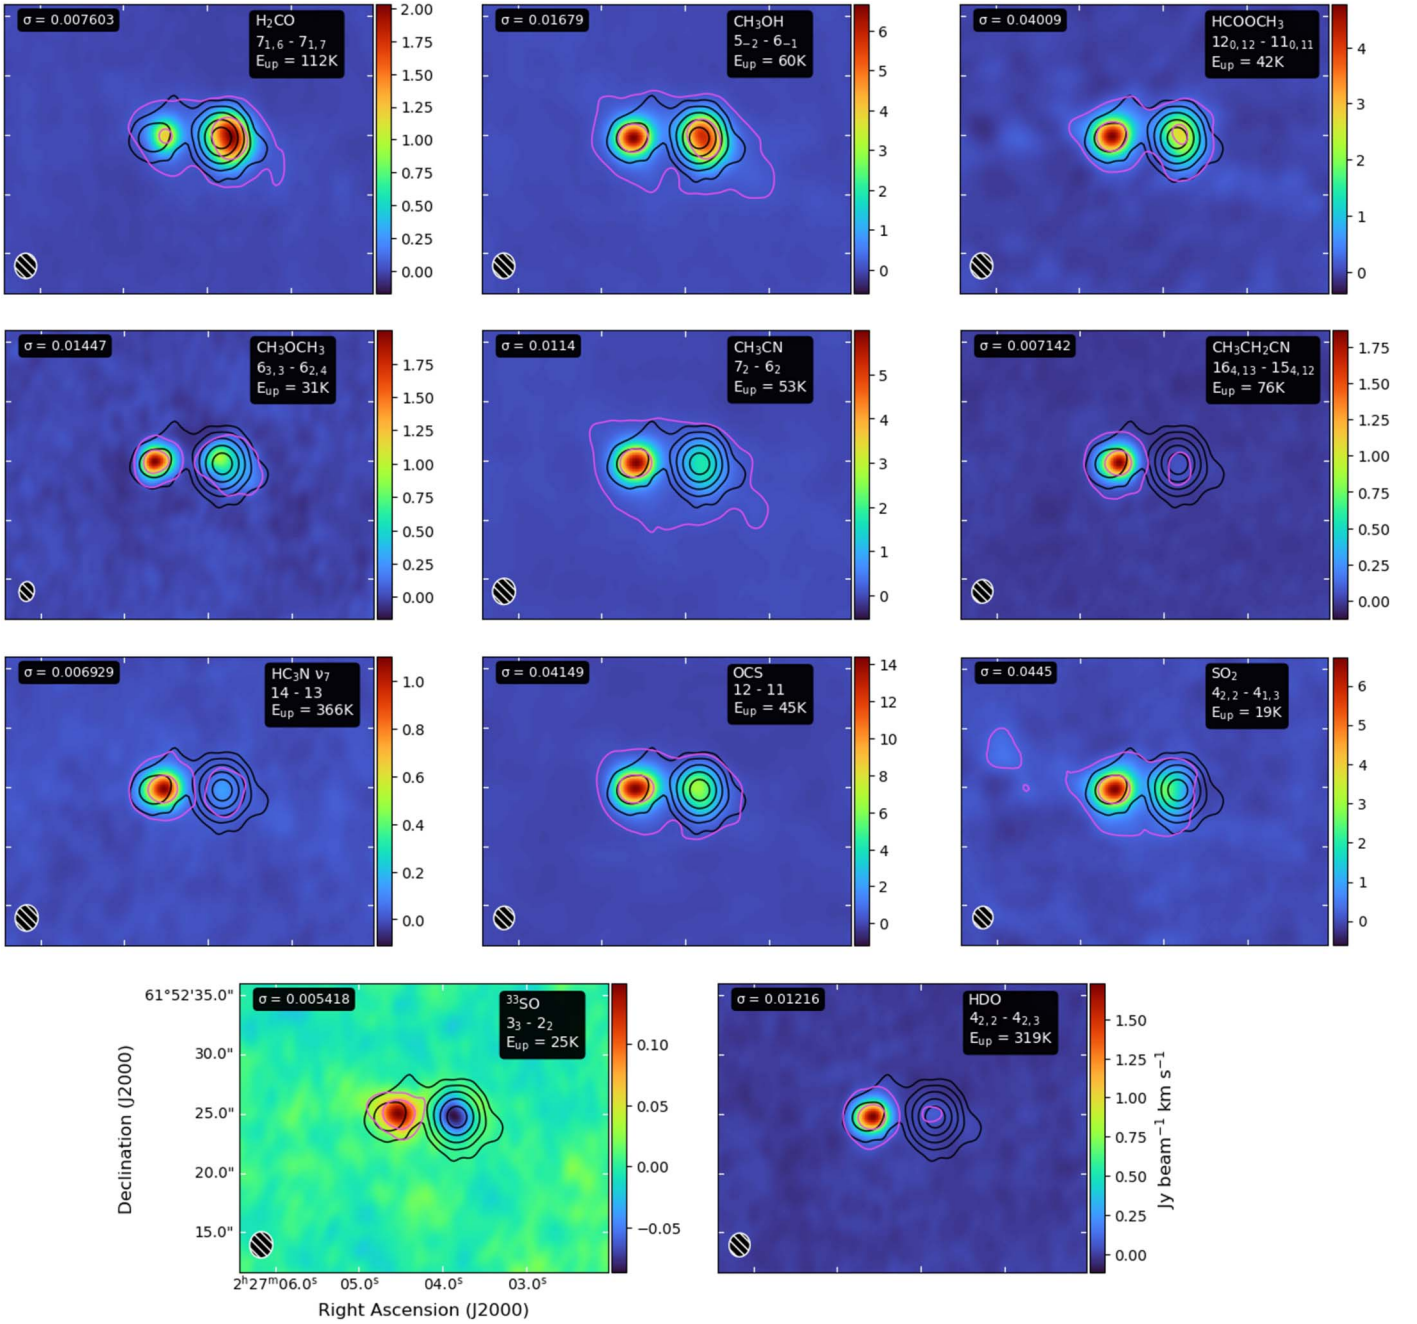 σ = 0.007603
H₂CO
7₁,₆ - 7₁,₇
Eᵤₚ = 112K
2.00
1.75
1.50
1.25
1.00
0.75
0.50
0.25
0.00
σ = 0.01679
CH₃OH
5₋₂ - 6₋₁
Eᵤₚ = 60K
6
5
4
3
2
1
0
σ = 0.04009
HCOOCH₃
12₀,₁₂ - 11₀,₁₁
Eᵤₚ = 42K
4
3
2
1
0
σ = 0.01447
CH₃OCH₃
6₃,₃ - 6₂,₄
Eᵤₚ = 31K
1.75
1.50
1.25
1.00
0.75
0.50
0.25
0.00
σ = 0.0114
CH₃CN
7₂ - 6₂
Eᵤₚ = 53K
5
4
3
2
1
0
σ = 0.007142
CH₃CH₂CN
16₄,₁₃ - 15₄,₁₂
Eᵤₚ = 76K
1.75
1.50
1.25
1.00
0.75
0.50
0.25
0.00
σ = 0.006929
HC₃N ν₇
14 - 13
Eᵤₚ = 366K
1.0
0.8
0.6
0.4
0.2
0.0
σ = 0.04149
OCS
12 - 11
Eᵤₚ = 45K
14
12
10
8
6
4
2
0
σ = 0.0445
SO₂
4₂,₂ - 4₁,₃
Eᵤₚ = 19K
6
5
4
3
2
1
0
σ = 0.005418
³³SO
3₃ - 2₂
Eᵤₚ = 25K
0.10
0.05
0.00
−0.05
61°52'35.0"
30.0"
25.0"
20.0"
15.0"
Declination (J2000)
2ʰ27ᵐ06.0ˢ
05.0ˢ
04.0ˢ
03.0ˢ
Right Ascension (J2000)
σ = 0.01216
HDO
4₂,₂ - 4₂,₃
Eᵤₚ = 319K
1.50
1.25
1.00
0.75
0.50
0.25
0.00
Jy beam⁻¹ km s⁻¹